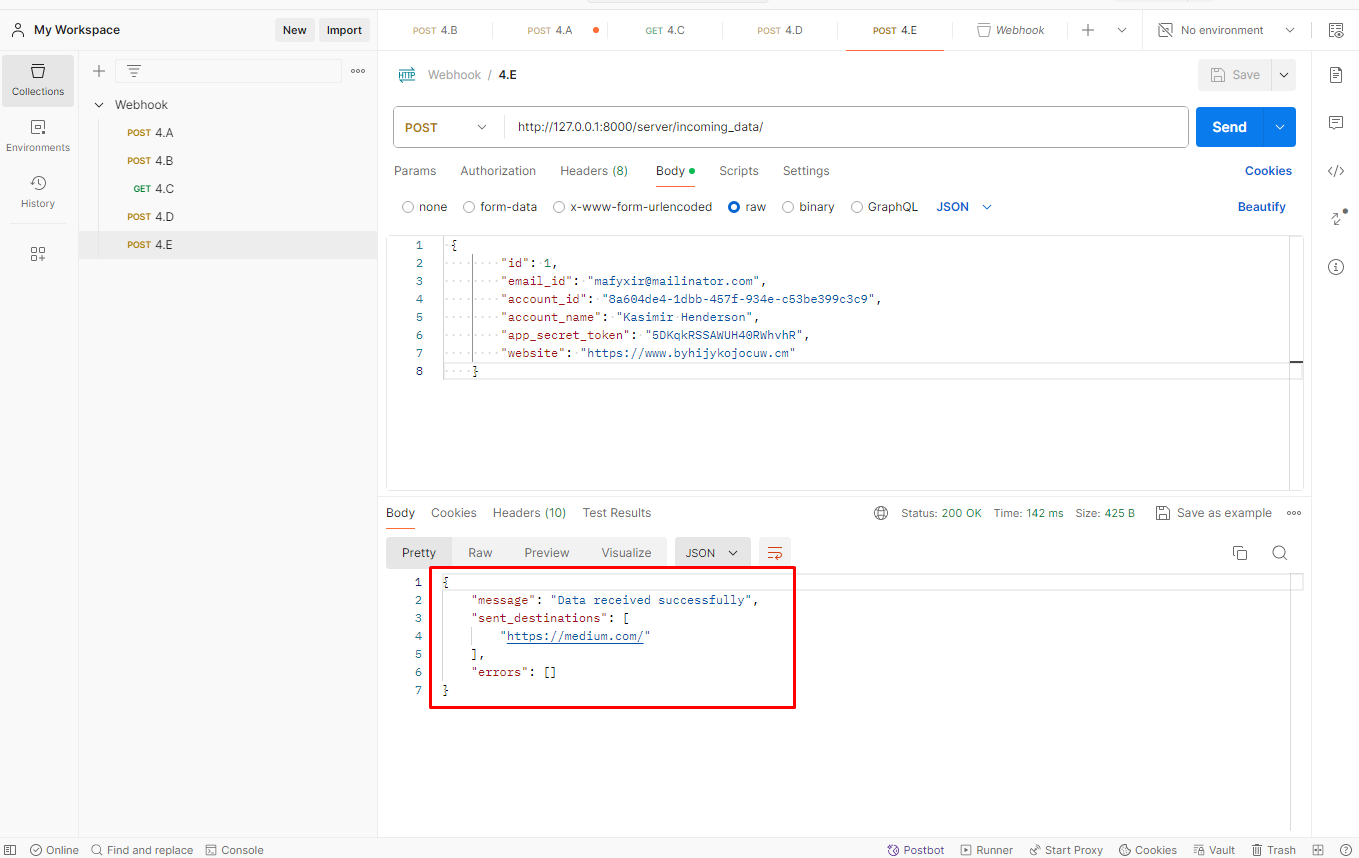 My Workspace
New
Import
POST 4.B
POST 4.A
GET 4.C
POST 4.D
POST 4.E
Webhook
No environment
Collections
Environments
History
Webhook
POST 4.A
POST 4.B
GET 4.C
POST 4.D
POST 4.E
HTTP Webhook / 4.E
Save
POST http://127.0.0.1:8000/server/incoming_data/
Send
Params Authorization Headers (8) Body Scripts Settings
Cookies
none form-data x-www-form-urlencoded raw binary GraphQL JSON
Beautify
1 {
2 "id": 1,
3 "email_id": "mafyxir@mailinator.com",
4 "account_id": "8a604de4-1dbb-457f-934e-c53be399c3c9",
5 "account_name": "Kasimir Henderson",
6 "app_secret_token": "5DKqkRSSAWUH40RWhvhR",
7 "website": "https://www.byhijykojocuw.cm"
8 }
Body Cookies Headers (10) Test Results
Status: 200 OK Time: 142 ms Size: 425 B
Save as example
Pretty Raw Preview Visualize JSON
1 {
2 "message": "Data received successfully",
3 "sent_destinations": [
4 "https://medium.com/"
5 ],
6 "errors": []
7 }
Online Find and replace Console
Postbot Runner Start Proxy Cookies Vault Trash